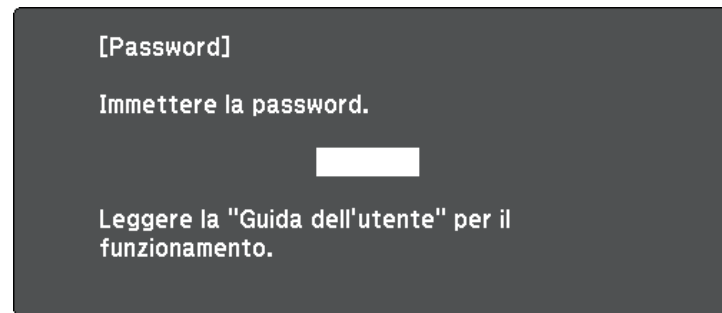 [Password]
Immettere la password.
Leggere la "Guida dell'utente" per il
funzionamento.